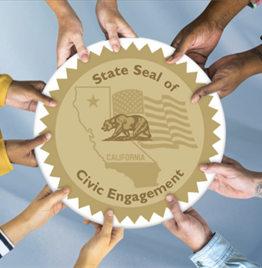 State Seal of
CALIFORNIA
Civic Engagement